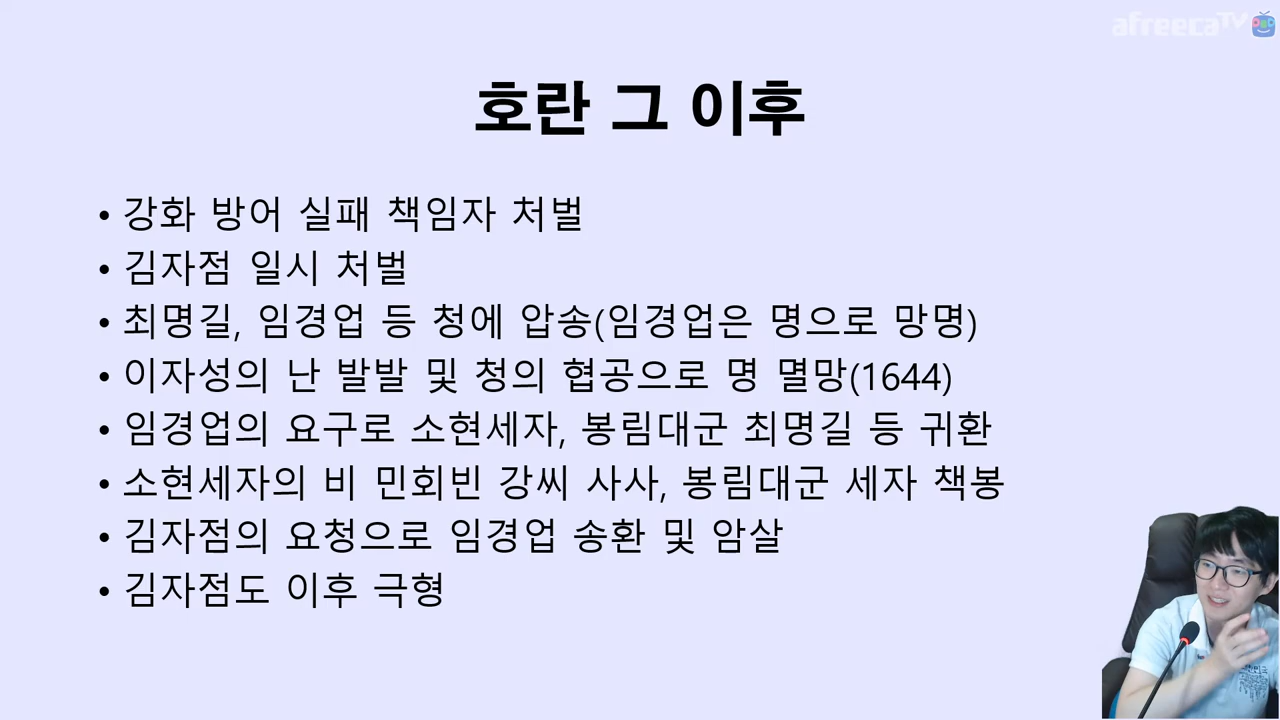 afreecaTV
호란 그 이후
• 강화 방어 실패 책임자 처벌
• 김자점 일시 처벌
• 최명길, 임경업 등 청에 압송(임경업은 명으로 망명)
• 이자성의 난 발발 및 청의 협공으로 명 멸망(1644)
• 임경업의 요구로 소현세자, 봉림대군 최명길 등 귀환
• 소현세자의 비 민회빈 강씨 사사, 봉림대군 세자 책봉
• 김자점의 요청으로 임경업 송환 및 암살
• 김자점도 이후 극형